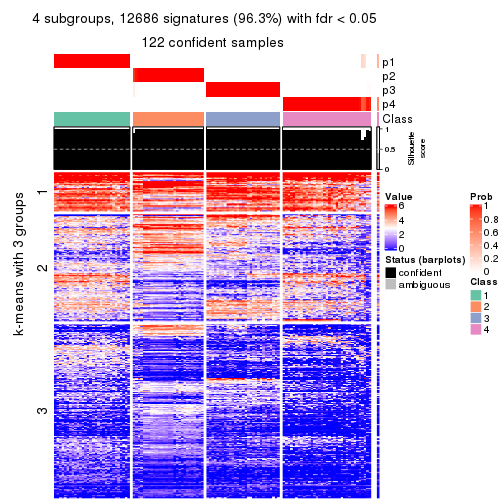 4 subgroups, 12686 signatures (96.3%) with fdr < 0.05
122 confident samples
p1
p2
p3
p4
Class
1
0.5
0
Silhouette
score
k-means with 3 groups
1
2
3
Value
6
4
2
0
Status (barplots)
confident
ambiguous
Prob
1
0.8
0.6
0.4
0.2
0
Class
1
2
3
4